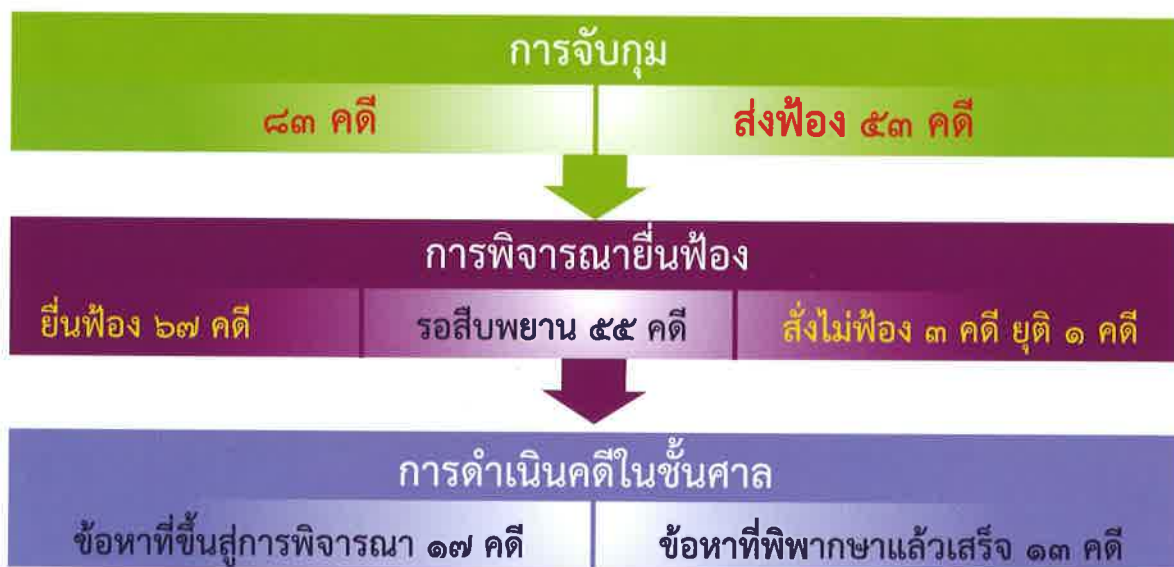 การจับกุม
๘๓ คดี ส่งฟ้อง ๕๓ คดี
การพิจารณายื่นฟ้อง
ยื่นฟ้อง ๖๗ คดี รอสืบพยาน ๕๕ คดี สั่งไม่ฟ้อง ๓ คดี ยุติ ๑ คดี
การดำเนินคดีในชั้นศาล
ข้อหาที่ขึ้นสู่การพิจารณา ๑๗ คดี ข้อหาที่พิพากษาแล้วเสร็จ ๑๓ คดี